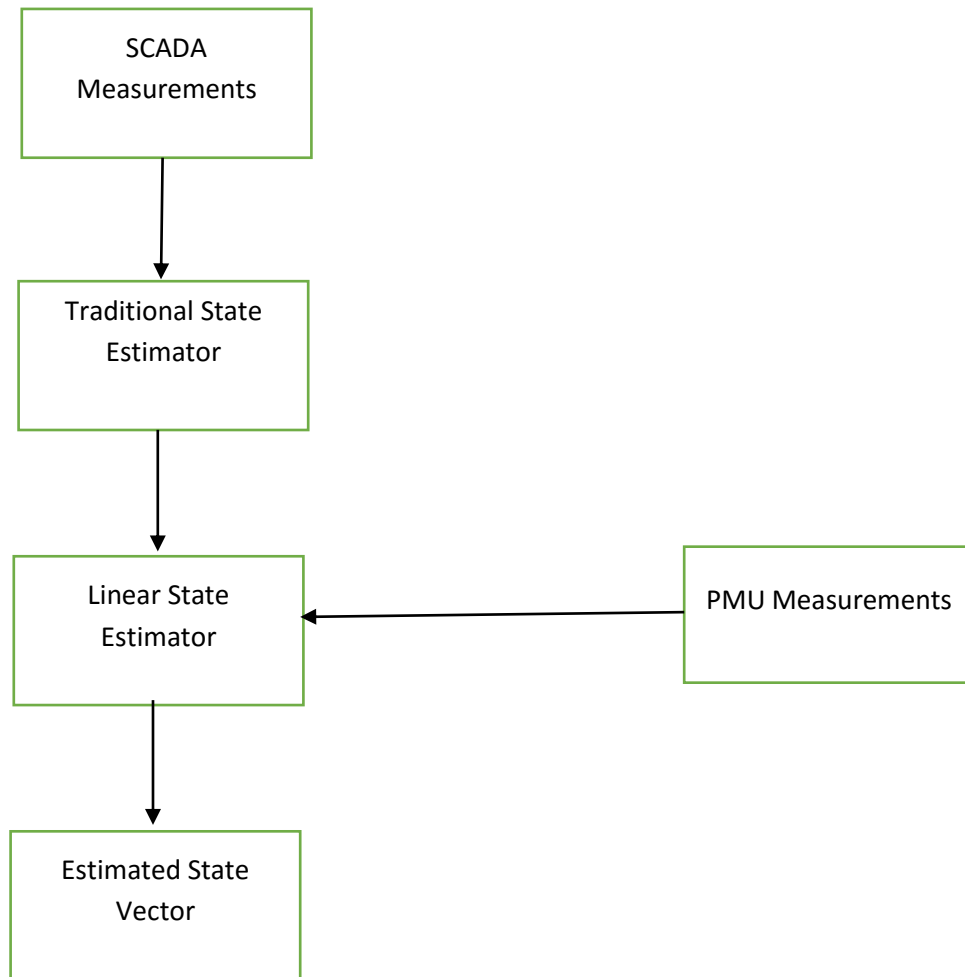 SCADA
Measurements
Traditional State
Estimator
Linear State
Estimator
PMU Measurements
Estimated State
Vector